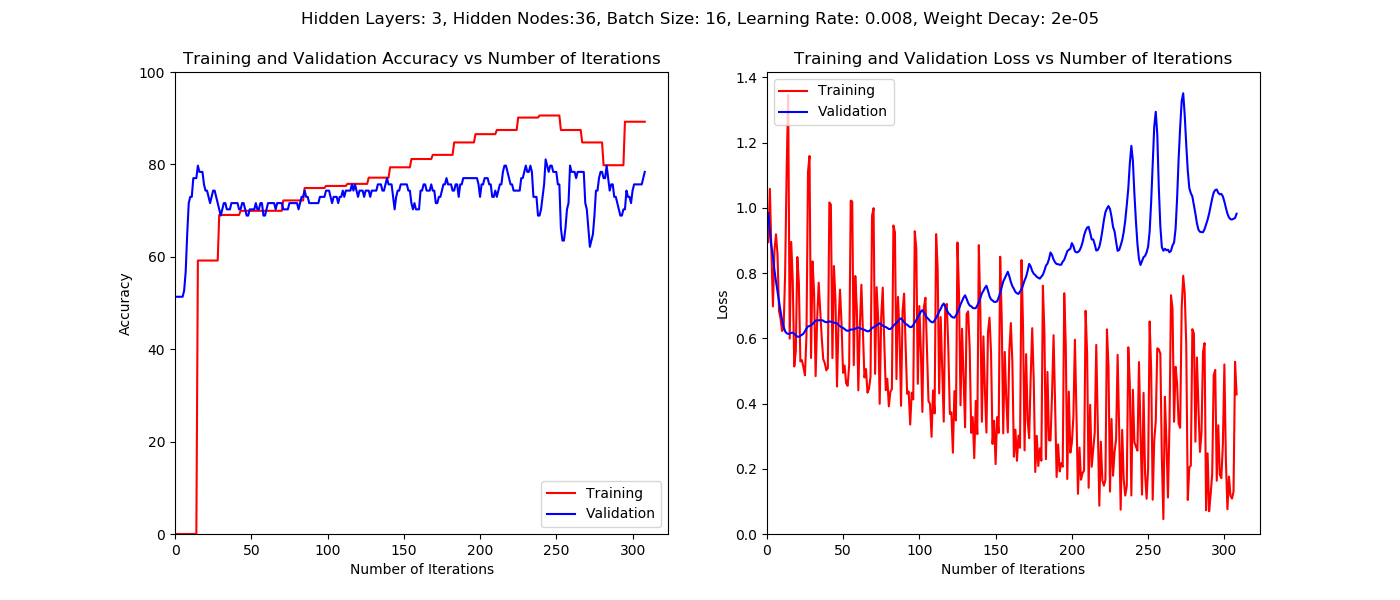 Hidden Layers: 3, Hidden Nodes:36, Batch Size: 16, Learning Rate: 0.008, Weight Decay: 2e-05
Training and Validation Accuracy vs Number of Iterations
100
80
60
40
20
0
Accuracy
0 50 100 150 200 250 300
Number of Iterations
Training
Validation
Training and Validation Loss vs Number of Iterations
1.4
1.2
1.0
0.8
0.6
0.4
0.2
0.0
Loss
0 50 100 150 200 250 300
Number of Iterations
Training
Validation